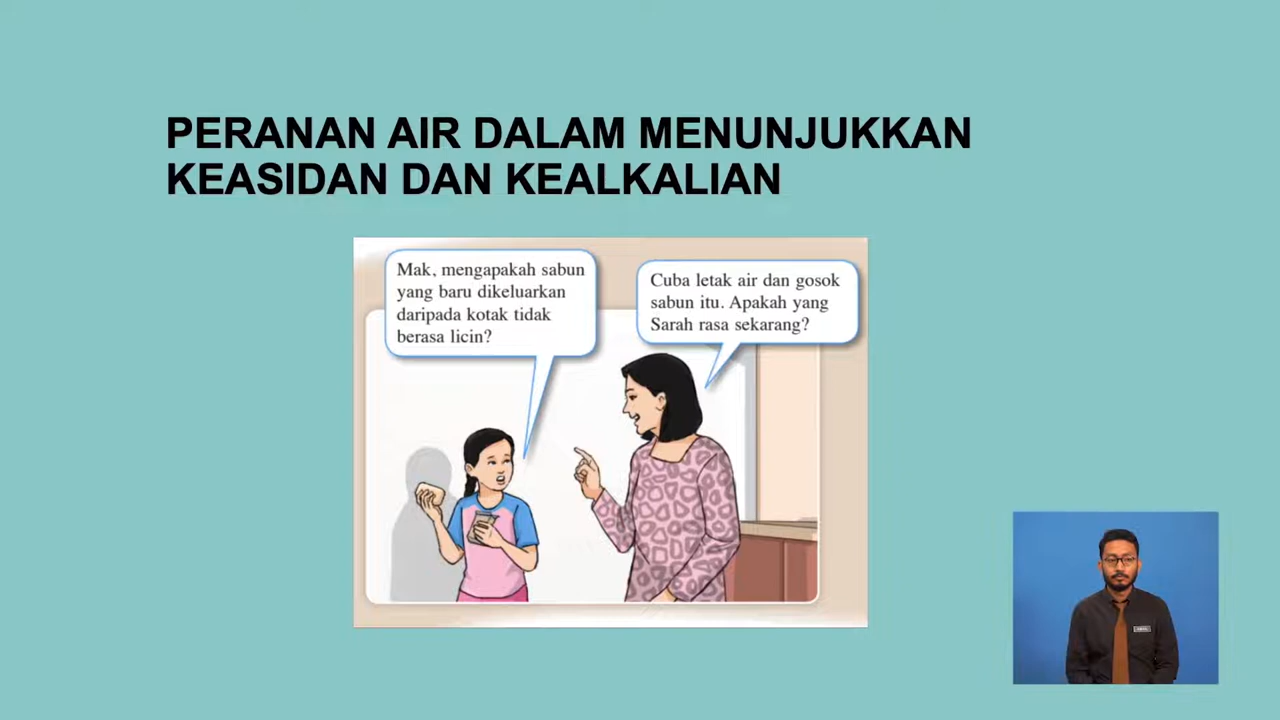 PERANAN AIR DALAM MENUNJUKKAN
KEASIDAN DAN KEALKALIAN
Mak, mengapakah sabun
yang baru dikeluarkan
daripada kotak tidak
berasa licin?
Cuba letak air dan gosok
sabun itu. Apakah yang
Sarah rasa sekarang?